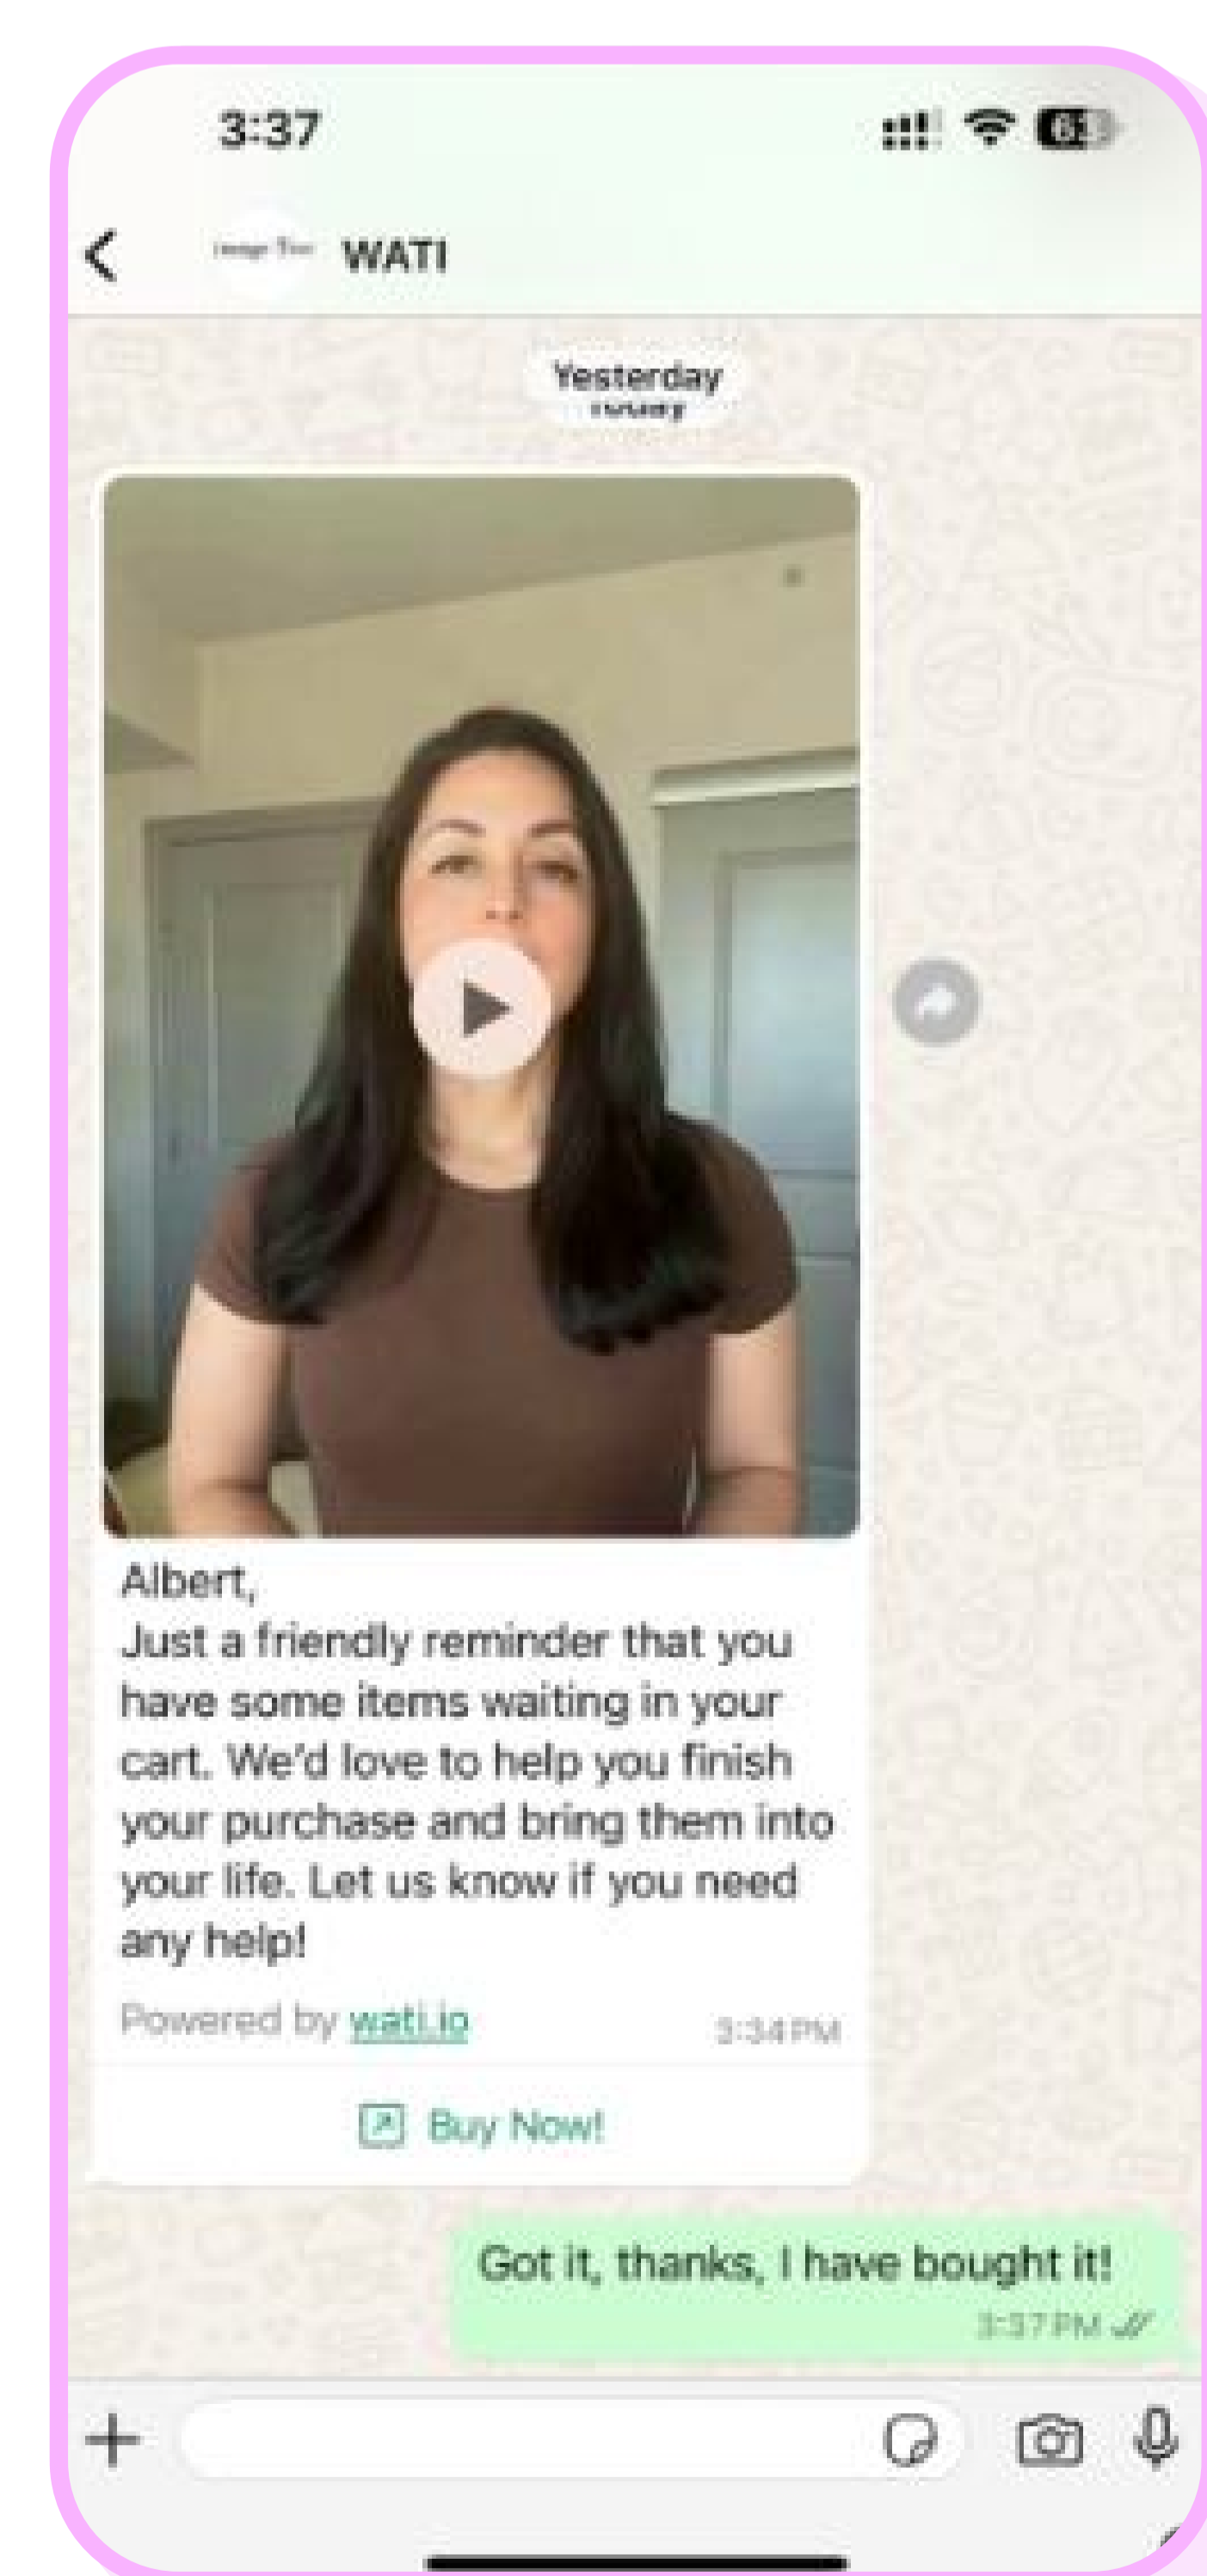 3:37
WATI
Yesterday
Albert,
Just a friendly reminder that you
have some items waiting in your
cart. We'd love to help you finish
your purchase and bring them into
your life. Let us know if you need
any help!
Powered by wati.io
3:34 PM
Buy Now!
Got it, thanks, I have bought it!
3:37 PM